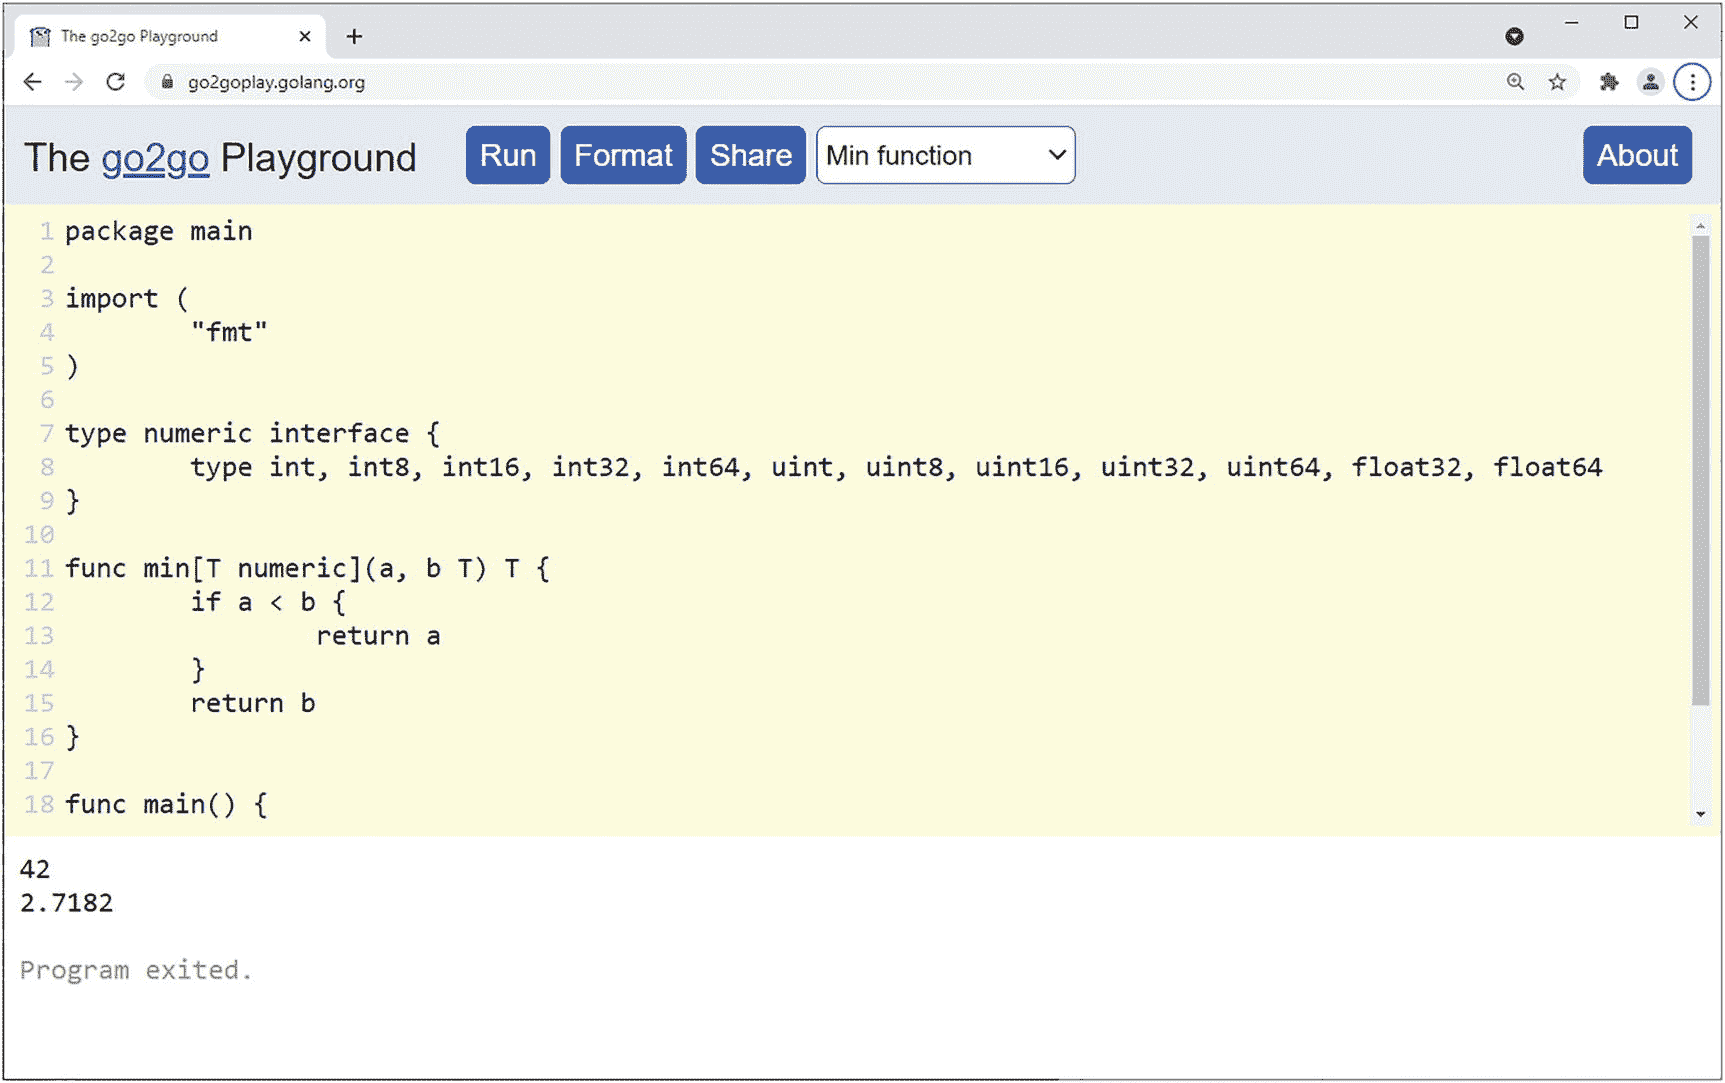 The go2go Playground
go2goplay.golang.org
The go2go Playground Run Format Share Min function About
1 package main
2
3 import (
4         "fmt"
5 )
6
7 type numeric interface {
8         type int, int8, int16, int32, int64, uint, uint8, uint16, uint32, uint64, float32, float64
9 }
10
11 func min[T numeric](a, b T) T {
12         if a < b {
13                 return a
14         }
15         return b
16 }
17
18 func main() {
42
2.7182
Program exited.